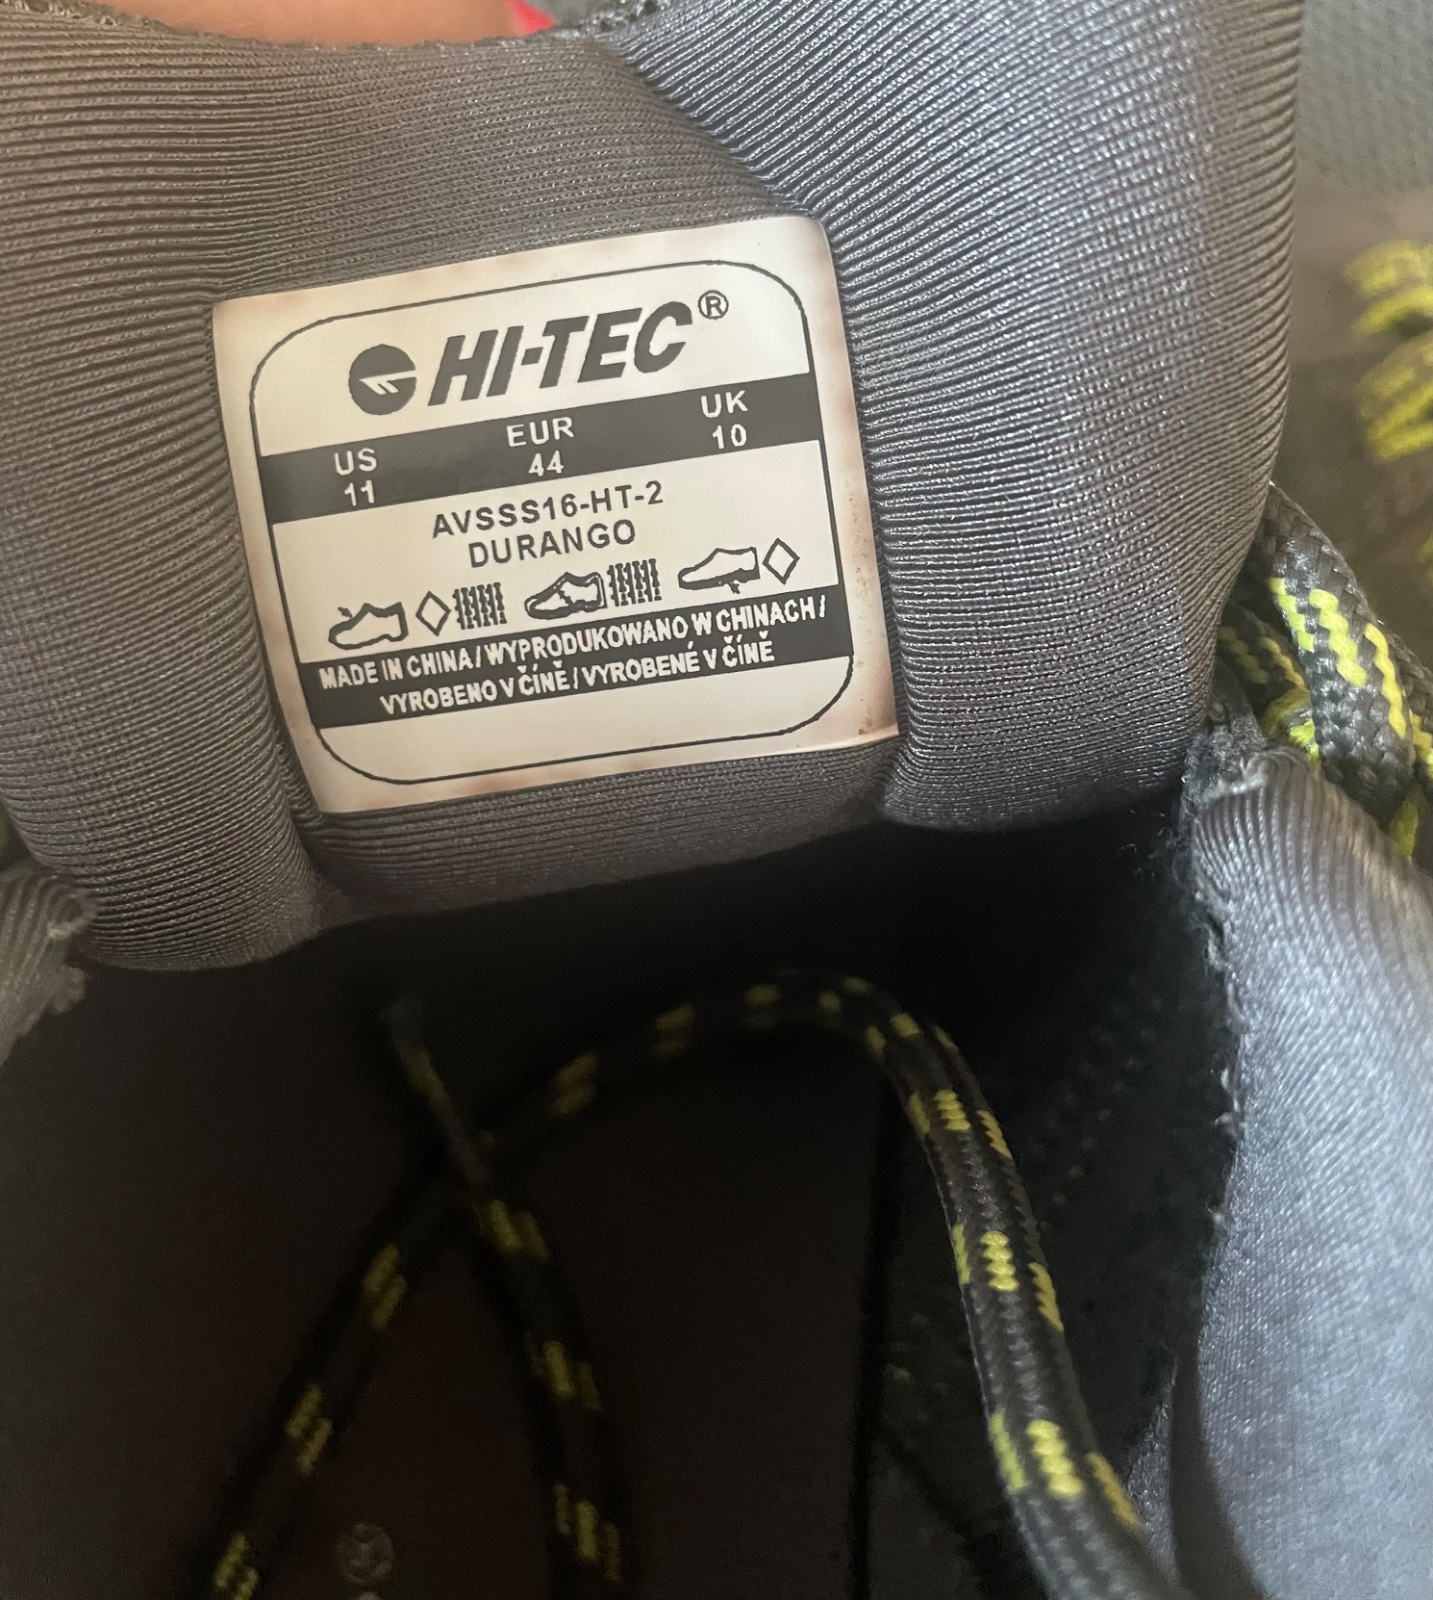 HI-TEC®
US EUR UK
11 44 10
AVSSS16-HT-2
DURANGO
MADE IN CHINA / WYPRODUKOWANO W CHINACH /
VYROBENO V ČÍNĚ / VYROBENÉ V ČÍNĚ